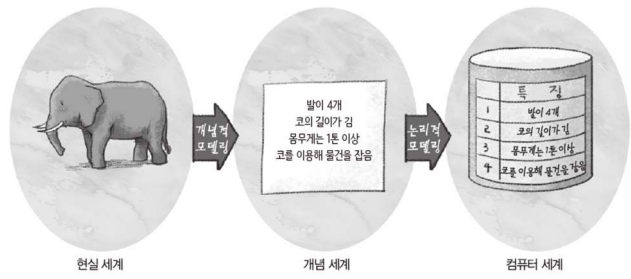 개념적
모델링
발이 4개
코의 길이가 김
몸무게는 1톤 이상
코를 이용해 물건을 잡음
논리적
모델링
특 징
1 발이 4개
2 코의 길이가 김
3 몸무게는 1톤 이상
4 코를 이용해 물건을 잡음
현실 세계
개념 세계
컴퓨터 세계